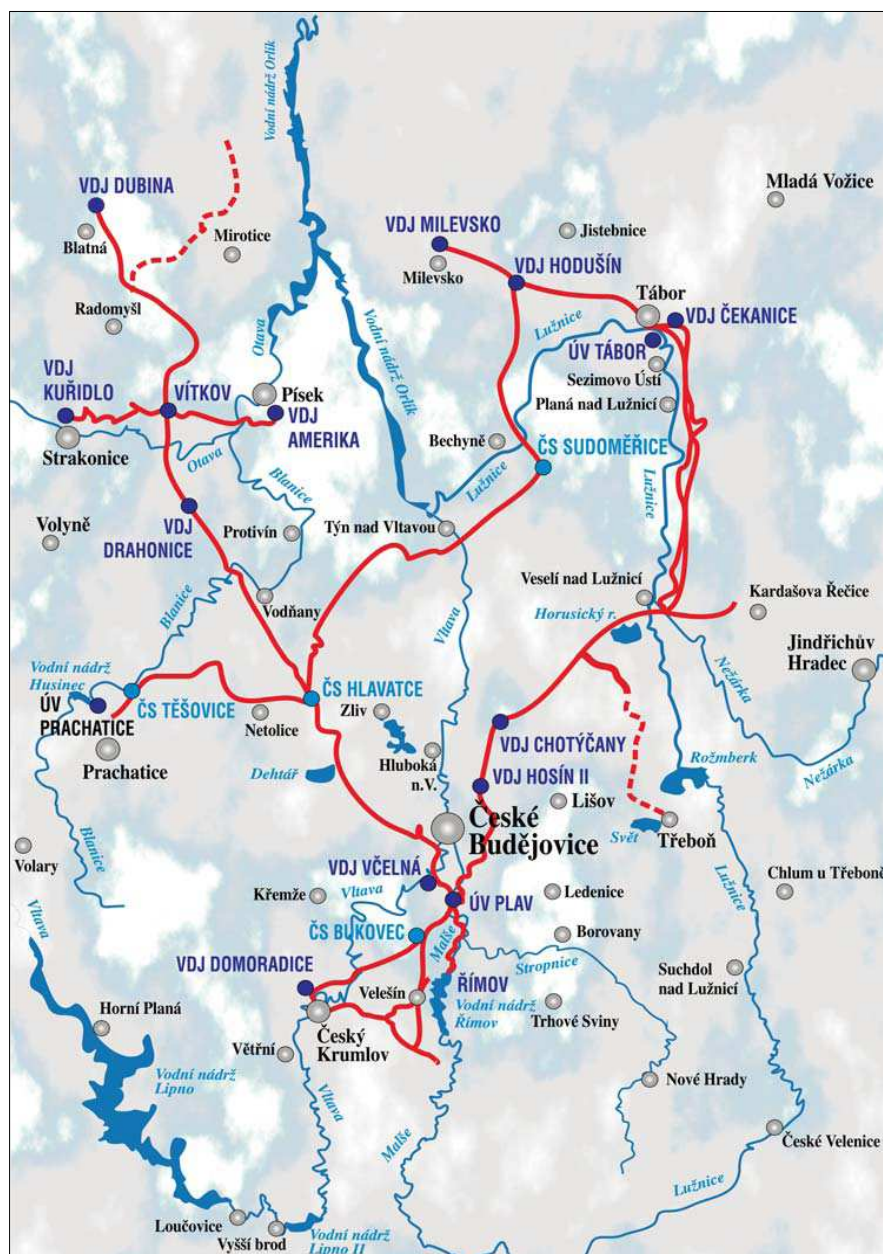 Vodní nádrž Orlík
VDJ DUBINA
Blatná
Mirotice
Radomyšl
VDJ MILEVSKO
Milevsko
Jistebnice
Mladá Vožice
VDJ HODUŠÍN
Tábor
VDJ ČEKANICE
Lužnice
ÚV TÁBOR
Sezimovo Ústí
Planá nad Lužnicí
Otava
Vodní nádrž Orlík
VDJ
KUŘIDLO
VÍTKOV
Písek
VDJ
AMERIKA
Strakonice
Otava
Blanice
Bechyně
ČS SUDOMĚŘICE
Lužnice
Lužnice
VDJ
DRAHONICE
Volyně
Protivín
Týn nad Vltavou
Vodňany
Blanice
Vltava
Veselí nad Lužnicí
Horusický r.
Kardašova Řečice
Jindřichův
Hradec
Nežárka
Vodní nádrž
Husinec
ÚV
PRACHATICE
ČS TĚŠOVICE
Prachatice
Netolice
ČS HLAVATCE
Zliv
Dehtář
Hluboká
n.V.
VDJ CHOTÝČANY
VDJ HOSÍN II
Rožmberk
Nežárka
Lišov
České
Budějovice
Svět
Třeboň
Volary
Blanice
VDJ VČELNÁ
Křemže
Vltava
ÚV PLAV
Ledenice
Chlum u Třeboně
Lužnice
ČS BUKOVEC
Malše
Borovany
Stropnice
Vltava
VDJ DOMORADICE
Velešín
ŘÍMOV
Vodní nádrž
Římov
Suchdol
nad Lužnicí
Trhové Sviny
Horní Planá
Český
Krumlov
Větřní
Vodní nádrž
Lipno
Vltava
Nové Hrady
Malše
České Velenice
Lužnice
Loučovice
Vyšší brod
Vodní nádrž
Lipno II